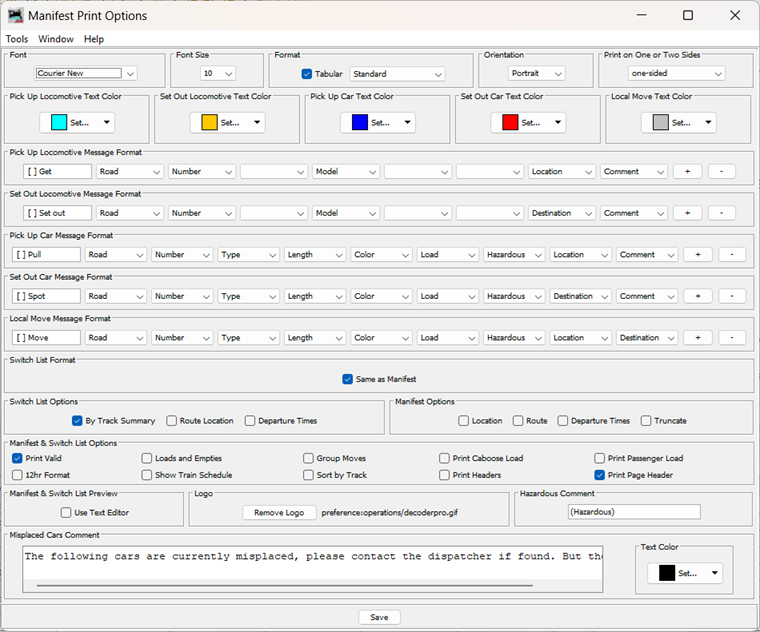 Manifest Print Options
Tools Window Help
Font Font Size Format Orientation Print on One or Two Sides
Courier New 10 Tabular Standard Portrait one-sided
Pick Up Locomotive Text Color Set Out Locomotive Text Color Pick Up Car Text Color Set Out Car Text Color Local Move Text Color
Set... Set... Set... Set... Set...
Pick Up Locomotive Message Format
[ ] Get Road Number Model Location Comment + -
Set Out Locomotive Message Format
[ ] Set out Road Number Model Destination Comment + -
Pick Up Car Message Format
[ ] Pull Road Number Type Length Color Load Hazardous Location Comment + -
Set Out Car Message Format
[ ] Spot Road Number Type Length Color Load Hazardous Destination Comment + -
Local Move Message Format
[ ] Move Road Number Type Length Color Load Hazardous Location Destination + -
Switch List Format
Same as Manifest
Switch List Options Manifest Options
By Track Summary Route Location Departure Times Location Route Departure Times Truncate
Manifest & Switch List Options
Print Valid Loads and Empties Group Moves Print Caboose Load Print Passenger Load
12hr Format Show Train Schedule Sort by Track Print Headers Print Page Header
Manifest & Switch List Preview Logo Hazardous Comment
Use Text Editor Remove Logo preference:operations/decoderpro.gif (Hazardous)
Misplaced Cars Comment Text Color
The following cars are currently misplaced, please contact the dispatcher if found. But
Set...
Save